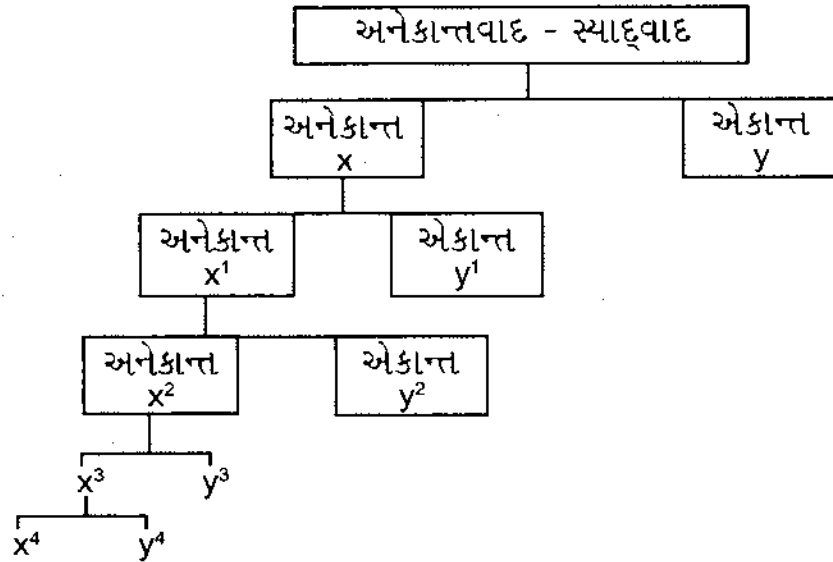 અનેકાન્તવાદ - સ્યાદ્‌વાદ
અનેકાન્ત
x
એકાન્ત
y
અનેકાન્ત
x¹
એકાન્ત
y¹
અનેકાન્ત
x²
એકાન્ત
y²
x³ y³
x⁴ y⁴